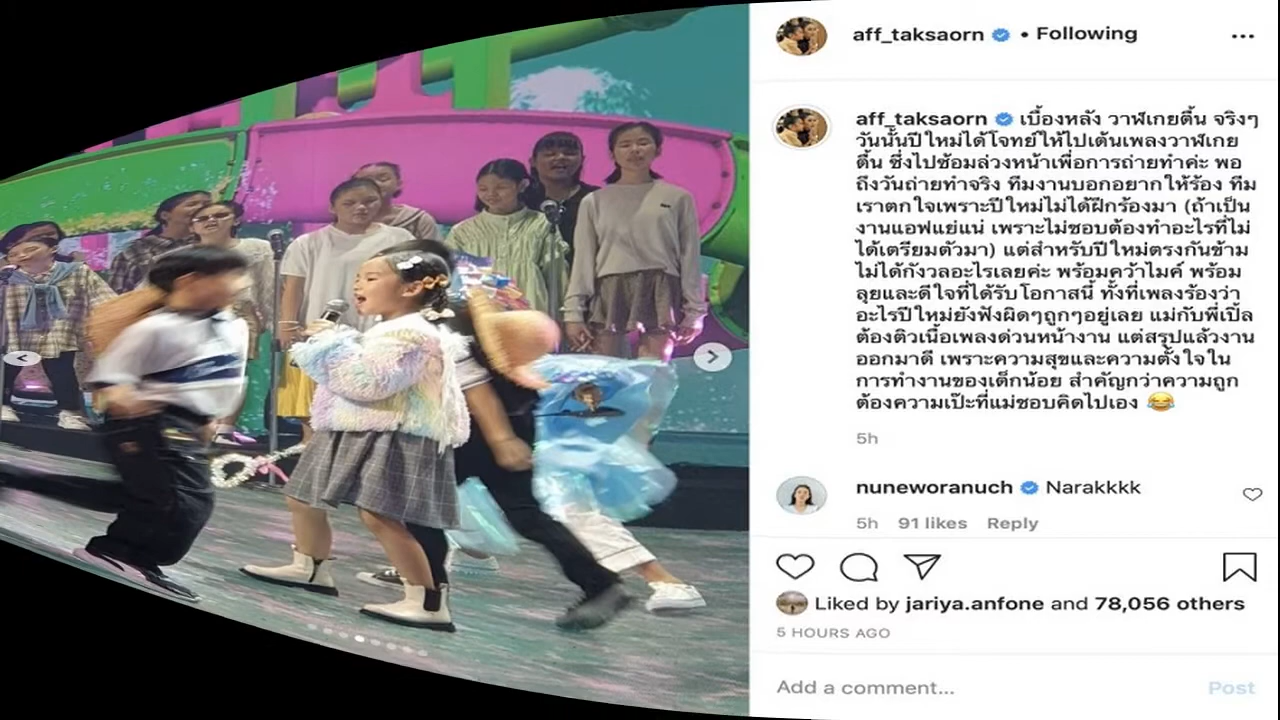 aff_taksaorn • Following
aff_taksaorn เบื้องหลัง วาฬเกยตื้น จริงๆ
วันนั้นปีใหม่ได้โจทย์ให้ไปเต้นเพลงวาฬเกย
ตื้น ซึ่งไปซ้อมล่วงหน้าเพื่อการถ่ายทำค่ะ พอ
ถึงวันถ่ายทำจริง ทีมงานบอกอยากให้ร้อง ทีม
เราตกใจเพราะปีใหม่ไม่ได้ฝึกร้องมา (ถ้าเป็น
งานแอฟแย่แน่ เพราะไม่ชอบต้องทำอะไรที่ไม่
ได้เตรียมตัวมา) แต่สำหรับปีใหม่ตรงกันข้าม
ไม่ได้กังวลอะไรเลยค่ะ พร้อมคว้าไมค์ พร้อม
ลุยและดีใจที่ได้รับโอกาสนี้ ทั้งที่เพลงร้องว่า
อะไรปีใหม่ยังฟังผิดๆถูกๆอยู่เลย แม่กับพี่เปิ้ล
ต้องติวเนื้อเพลงด่วนหน้างาน แต่สรุปแล้วงาน
ออกมาดี เพราะความสุขและความตั้งใจใน
การทำงานของเด็กน้อย สำคัญกว่าความถูก
ต้องความเป๊ะที่แม่ชอบคิดไปเอง 😂
5h
nuneworanuch Narakkkk
5h 91 likes Reply
Liked by jariya.anfone and 78,056 others
5 HOURS AGO
Add a comment... Post